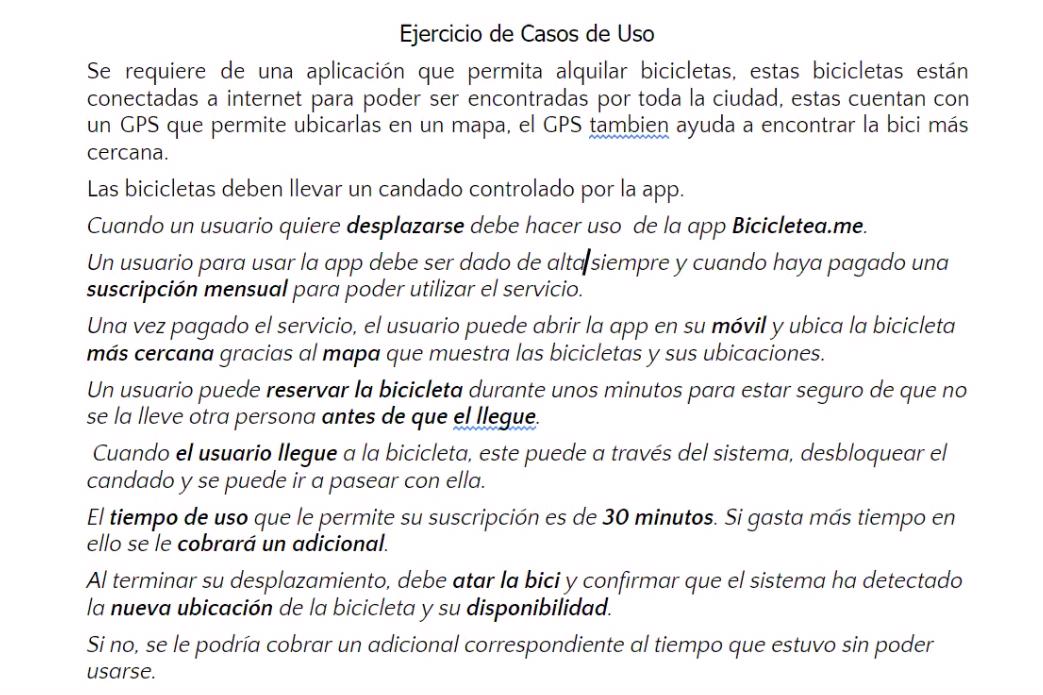 Ejercicio de Casos de Uso
Se requiere de una aplicación que permita alquilar bicicletas, estas bicicletas están
conectadas a internet para poder ser encontradas por toda la ciudad, estas cuentan con
un GPS que permite ubicarlas en un mapa, el GPS tambien ayuda a encontrar la bici más
cercana.
Las bicicletas deben llevar un candado controlado por la app.
Cuando un usuario quiere desplazarse debe hacer uso de la app Bicicletea.me.
Un usuario para usar la app debe ser dado de alta siempre y cuando haya pagado una
suscripción mensual para poder utilizar el servicio.
Una vez pagado el servicio, el usuario puede abrir la app en su móvil y ubica la bicicleta
más cercana gracias al mapa que muestra las bicicletas y sus ubicaciones.
Un usuario puede reservar la bicicleta durante unos minutos para estar seguro de que no
se la lleve otra persona antes de que el llegue.
Cuando el usuario llegue a la bicicleta, este puede a través del sistema, desbloquear el
candado y se puede ir a pasear con ella.
El tiempo de uso que le permite su suscripción es de 30 minutos. Si gasta más tiempo en
ello se le cobrará un adicional.
Al terminar su desplazamiento, debe atar la bici y confirmar que el sistema ha detectado
la nueva ubicación de la bicicleta y su disponibilidad.
Si no, se le podría cobrar un adicional correspondiente al tiempo que estuvo sin poder
usarse.